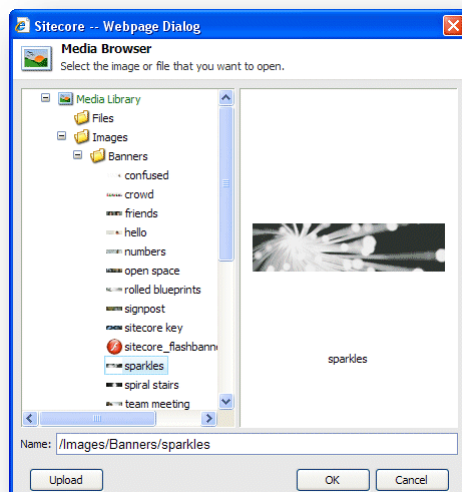 Sitecore -- Webpage Dialog
Media Browser
Select the image or file that you want to open.
Media Library
Files
Images
Banners
confused
crowd
friends
hello
numbers
open space
rolled blueprints
signpost
sitecore key
sitecore_flashbann
sparkles
spiral stairs
team meeting
sparkles
Name: /Images/Banners/sparkles
Upload OK Cancel